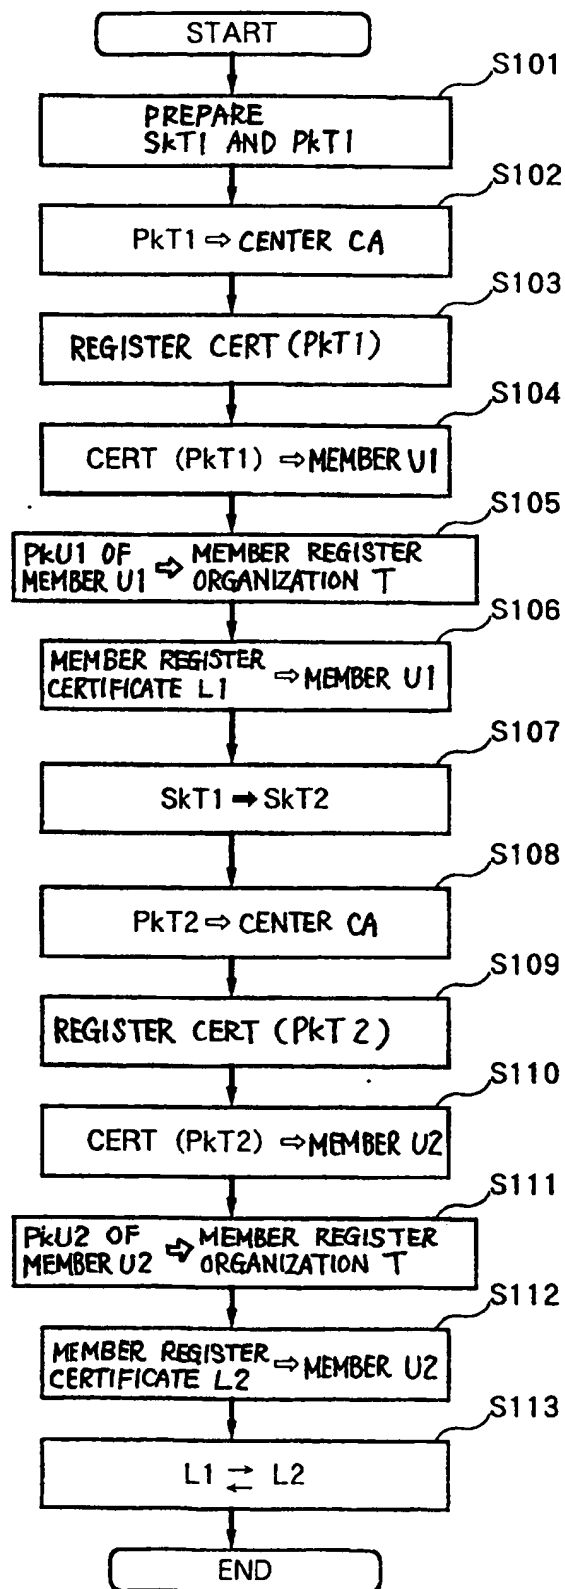 START
S101
PREPARE
SkT1 AND PkT1
S102
PkT1 ⇒ CENTER CA
S103
REGISTER CERT (PkT1)
S104
CERT (PkT1) ⇒ MEMBER U1
S105
PkU1 OF MEMBER U1 ⇒ MEMBER REGISTER ORGANIZATION T
S106
MEMBER REGISTER CERTIFICATE L1 ⇒ MEMBER U1
S107
SkT1 ➡ SkT2
S108
PkT2 ⇒ CENTER CA
S109
REGISTER CERT (PkT2)
S110
CERT (PkT2) ⇒ MEMBER U2
S111
PkU2 OF MEMBER U2 ⇒ MEMBER REGISTER ORGANIZATION T
S112
MEMBER REGISTER CERTIFICATE L2 ⇒ MEMBER U2
S113
L1 ⇄ L2
END